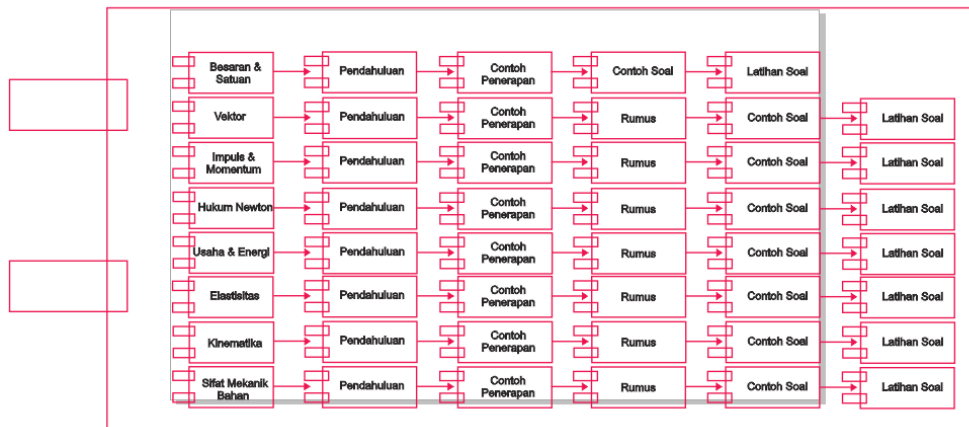 Besaran &
Satuan
Pendahuluan
Contoh
Penerapan
Contoh Soal
Latihan Soal
Vektor
Pendahuluan
Contoh
Penerapan
Rumus
Contoh Soal
Latihan Soal
Impuls &
Momentum
Pendahuluan
Contoh
Penerapan
Rumus
Contoh Soal
Latihan Soal
Hukum Newton
Pendahuluan
Contoh
Penerapan
Rumus
Contoh Soal
Latihan Soal
Usaha & Energi
Pendahuluan
Contoh
Penerapan
Rumus
Contoh Soal
Latihan Soal
Elastisitas
Pendahuluan
Contoh
Penerapan
Rumus
Contoh Soal
Latihan Soal
Kinematika
Pendahuluan
Contoh
Penerapan
Rumus
Contoh Soal
Latihan Soal
Sifat Mekanik
Bahan
Pendahuluan
Contoh
Penerapan
Rumus
Contoh Soal
Latihan Soal